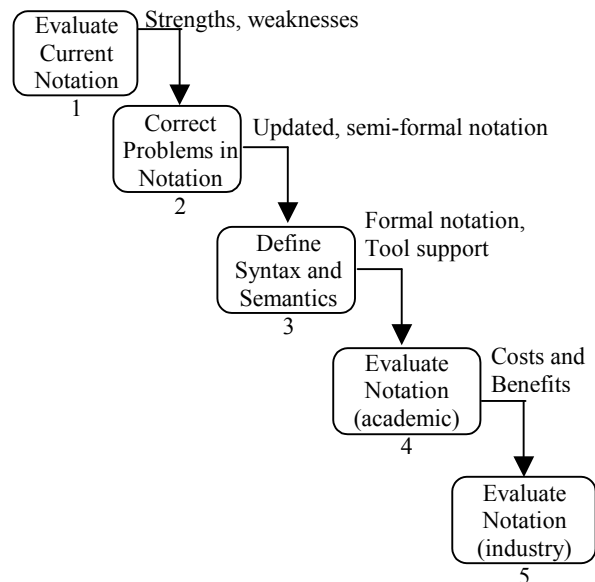 Evaluate
Current
Notation
1
Strengths, weaknesses
Correct
Problems in
Notation
2
Updated, semi-formal notation
Define
Syntax and
Semantics
3
Formal notation,
Tool support
Evaluate
Notation
(academic)
4
Costs and
Benefits
Evaluate
Notation
(industry)
5